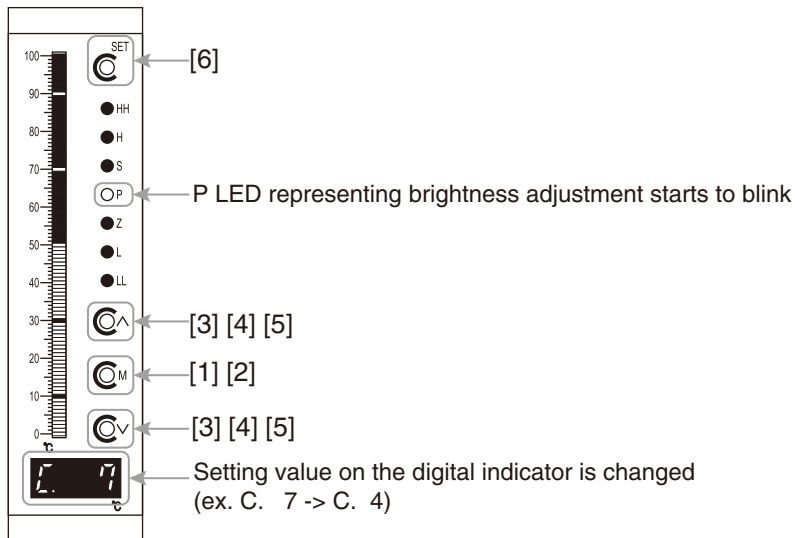 SET
[6]
100
90
HH
80
H
70
S
P
P LED representing brightness adjustment starts to blink
60
Z
50
L
40
LL
30
[3] [4] [5]
20
M
[1] [2]
10
[3] [4] [5]
0
℃
C. 7
Setting value on the digital indicator is changed
(ex. C. 7 -> C. 4)
℃